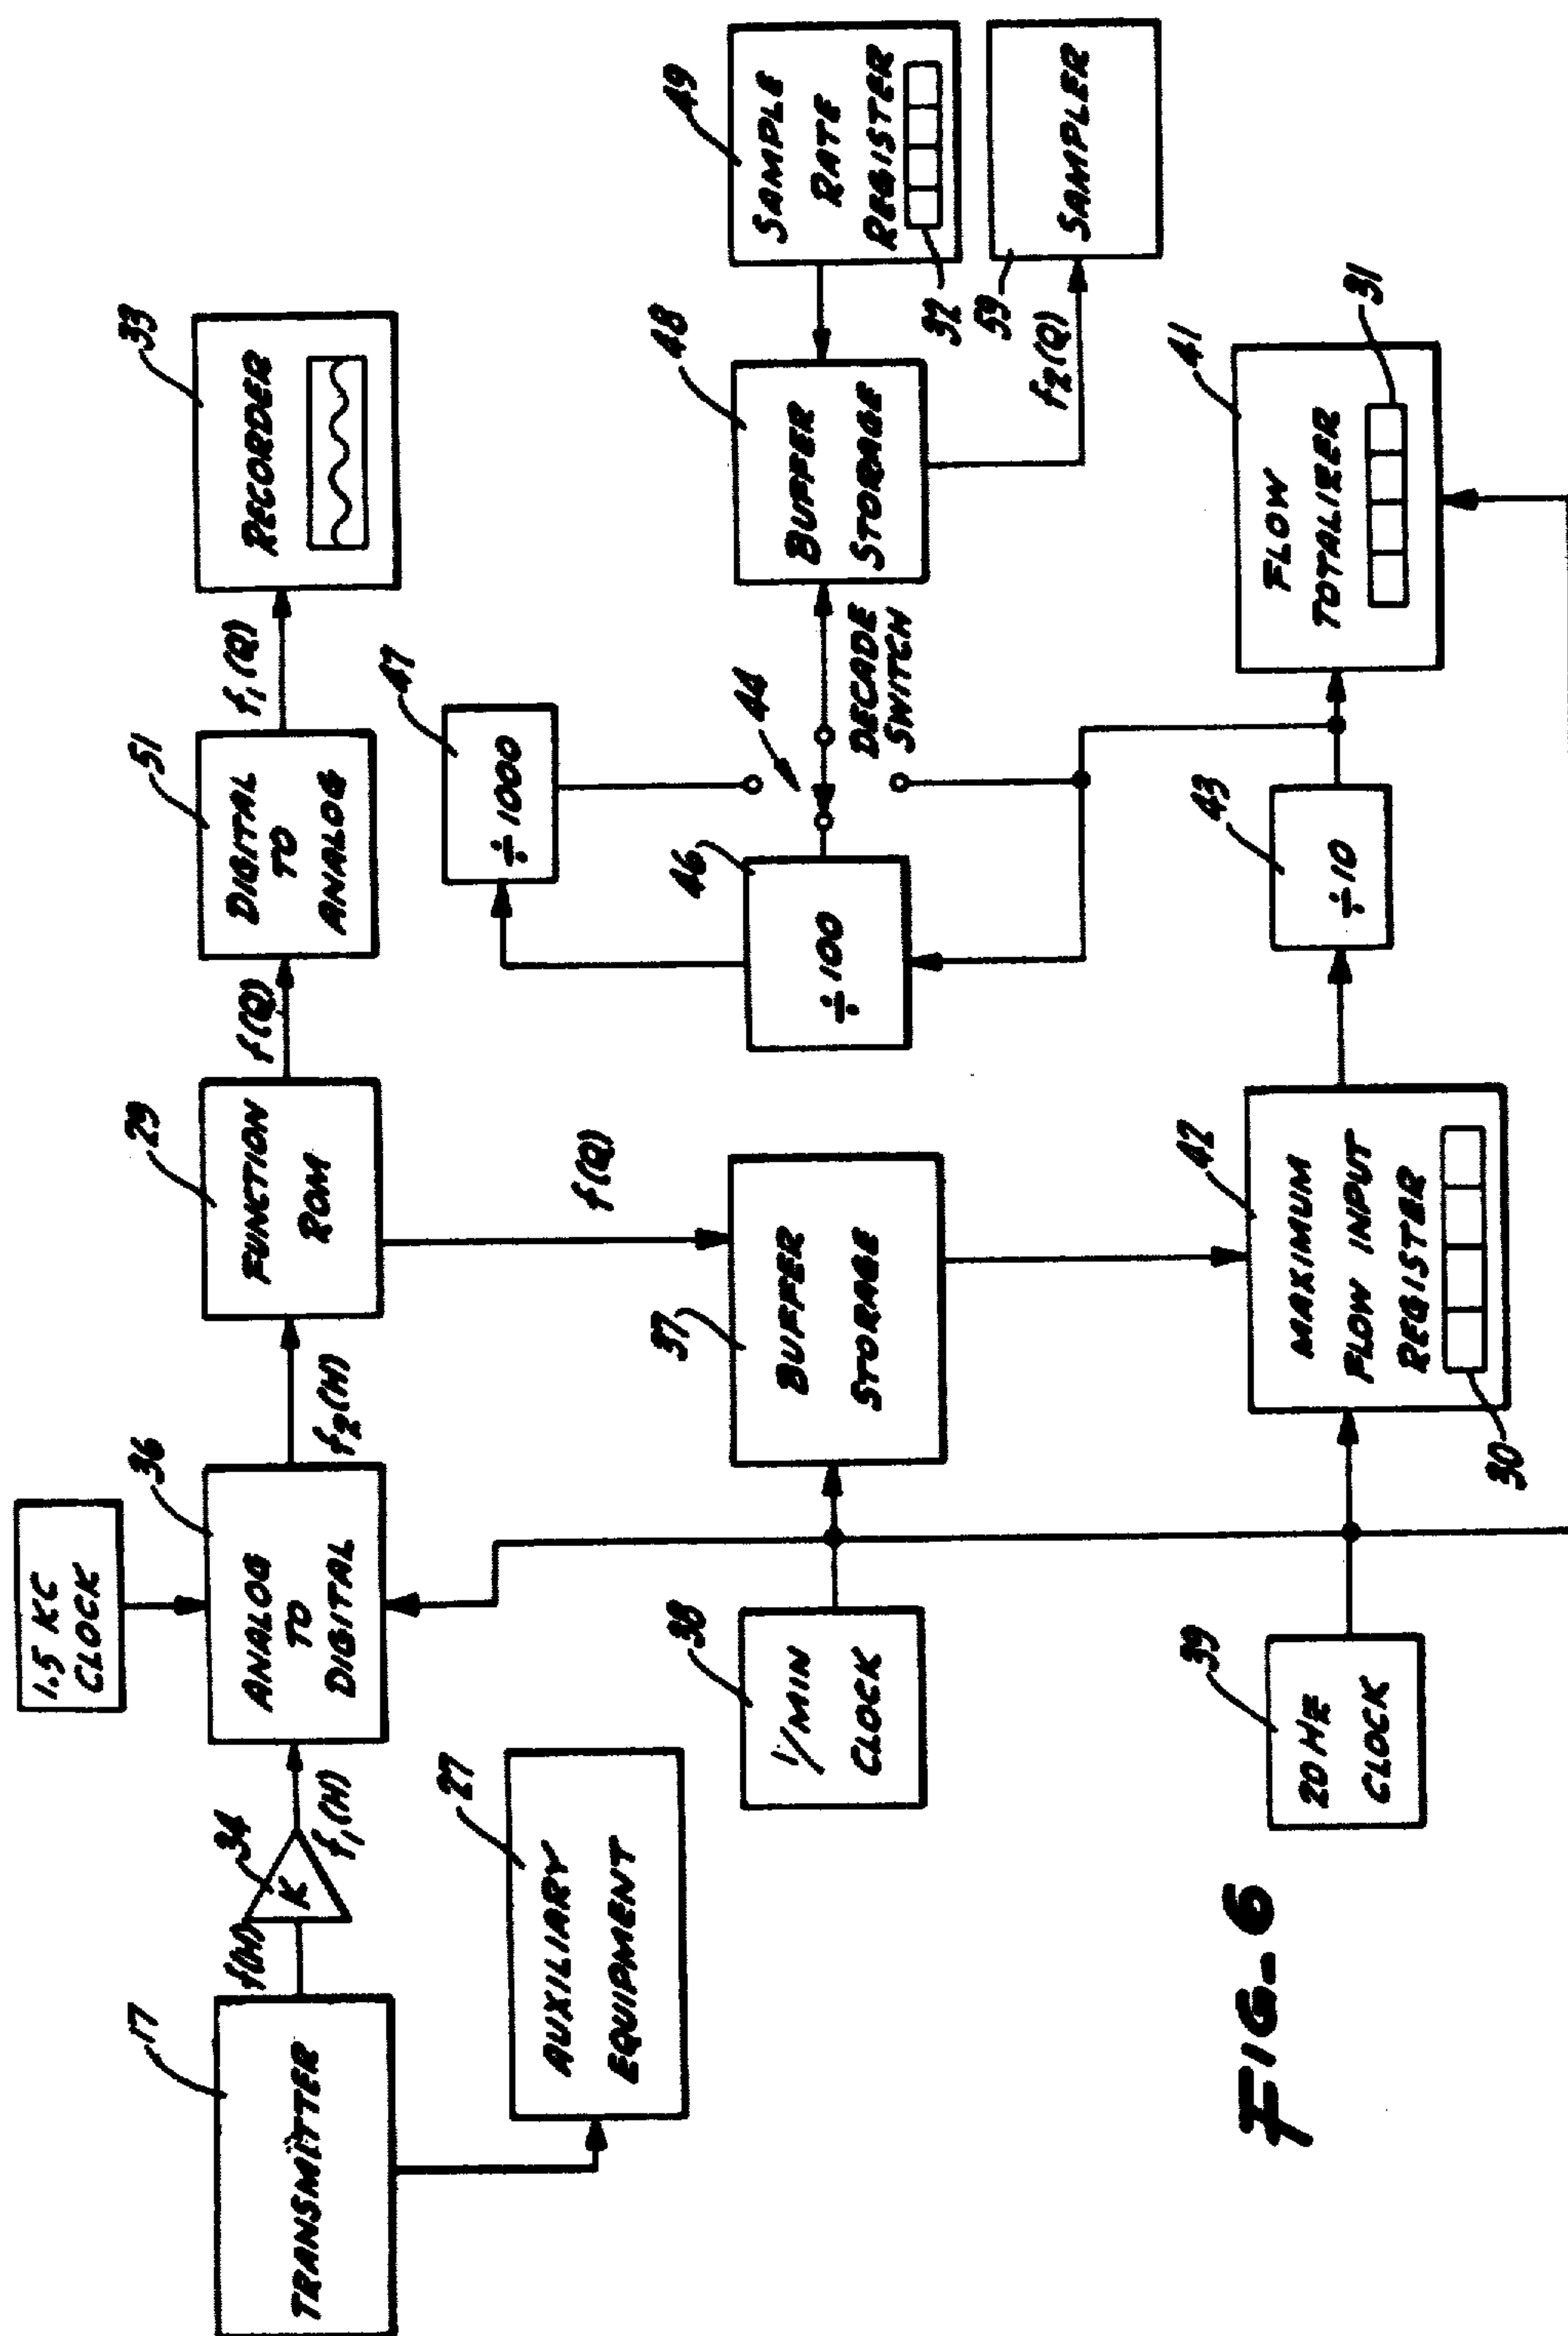 17
TRANSMITTER
f(H)
34
K
f₁(H)
1.5 KC
CLOCK
36
ANALOG
TO
DIGITAL
f₂(H)
29
FUNCTION
ROM
f(Q)
51
DIGITAL
TO
ANALOG
f₁(Q)
33
RECORDER
27
AUXILIARY
EQUIPMENT
38
1/MIN
CLOCK
37
BUFFER
STORAGE
f(Q)
46
÷100
47
÷1000
44
DECADE
SWITCH
48
BUFFER
STORAGE
49
SAMPLE
RATE
REGISTER
32
f₂(Q)
59
SAMPLER
39
20 HZ
CLOCK
42
MAXIMUM
FLOW INPUT
REGISTER
30
43
÷10
41
FLOW
TOTALIZER
31
FIG_6